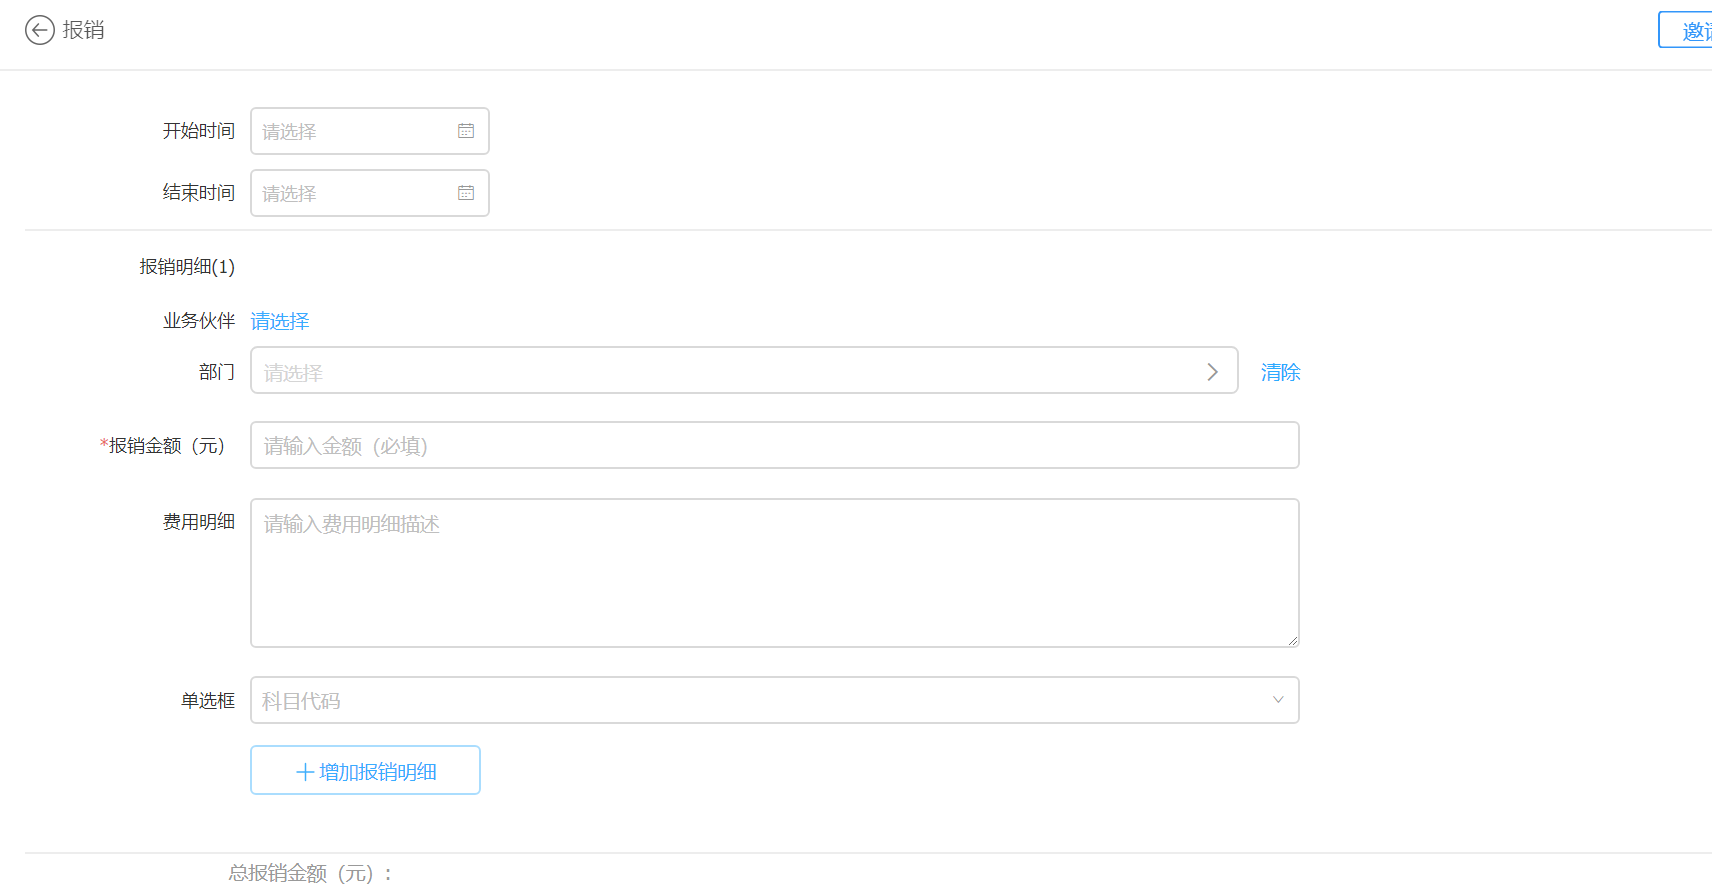 报销
邀
开始时间 请选择
结束时间 请选择
报销明细(1)
业务伙伴 请选择
部门 请选择 清除
*报销金额（元） 请输入金额（必填）
费用明细 请输入费用明细描述
单选框 科目代码
增加报销明细
总报销金额（元）：